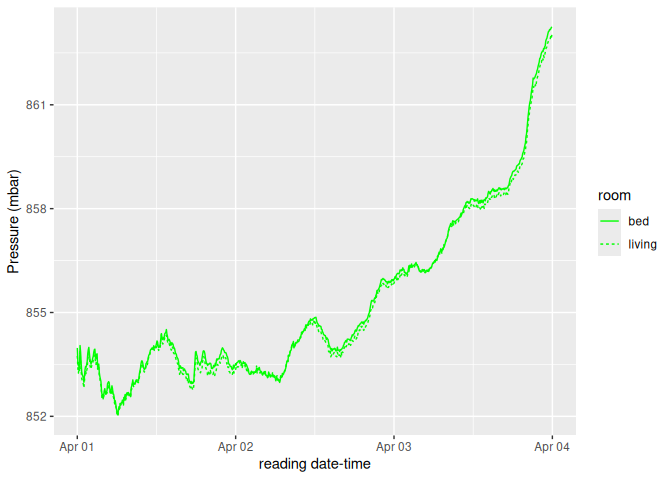 Pressure (mbar)
861
858
855
852
Apr 01
Apr 02
Apr 03
Apr 04
reading date-time
room
bed
living